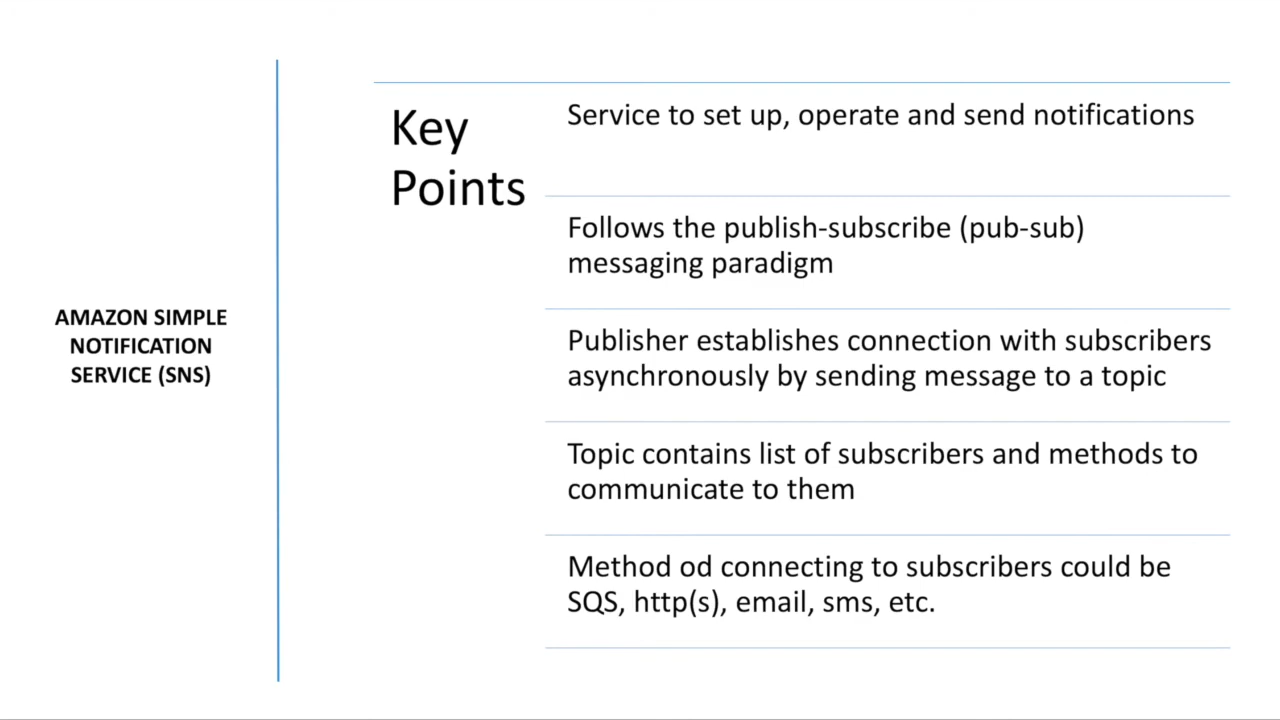 AMAZON SIMPLE
NOTIFICATION
SERVICE (SNS)
Key
Points
Service to set up, operate and send notifications
Follows the publish-subscribe (pub-sub)
messaging paradigm
Publisher establishes connection with subscribers
asynchronously by sending message to a topic
Topic contains list of subscribers and methods to
communicate to them
Method od connecting to subscribers could be
SQS, http(s), email, sms, etc.